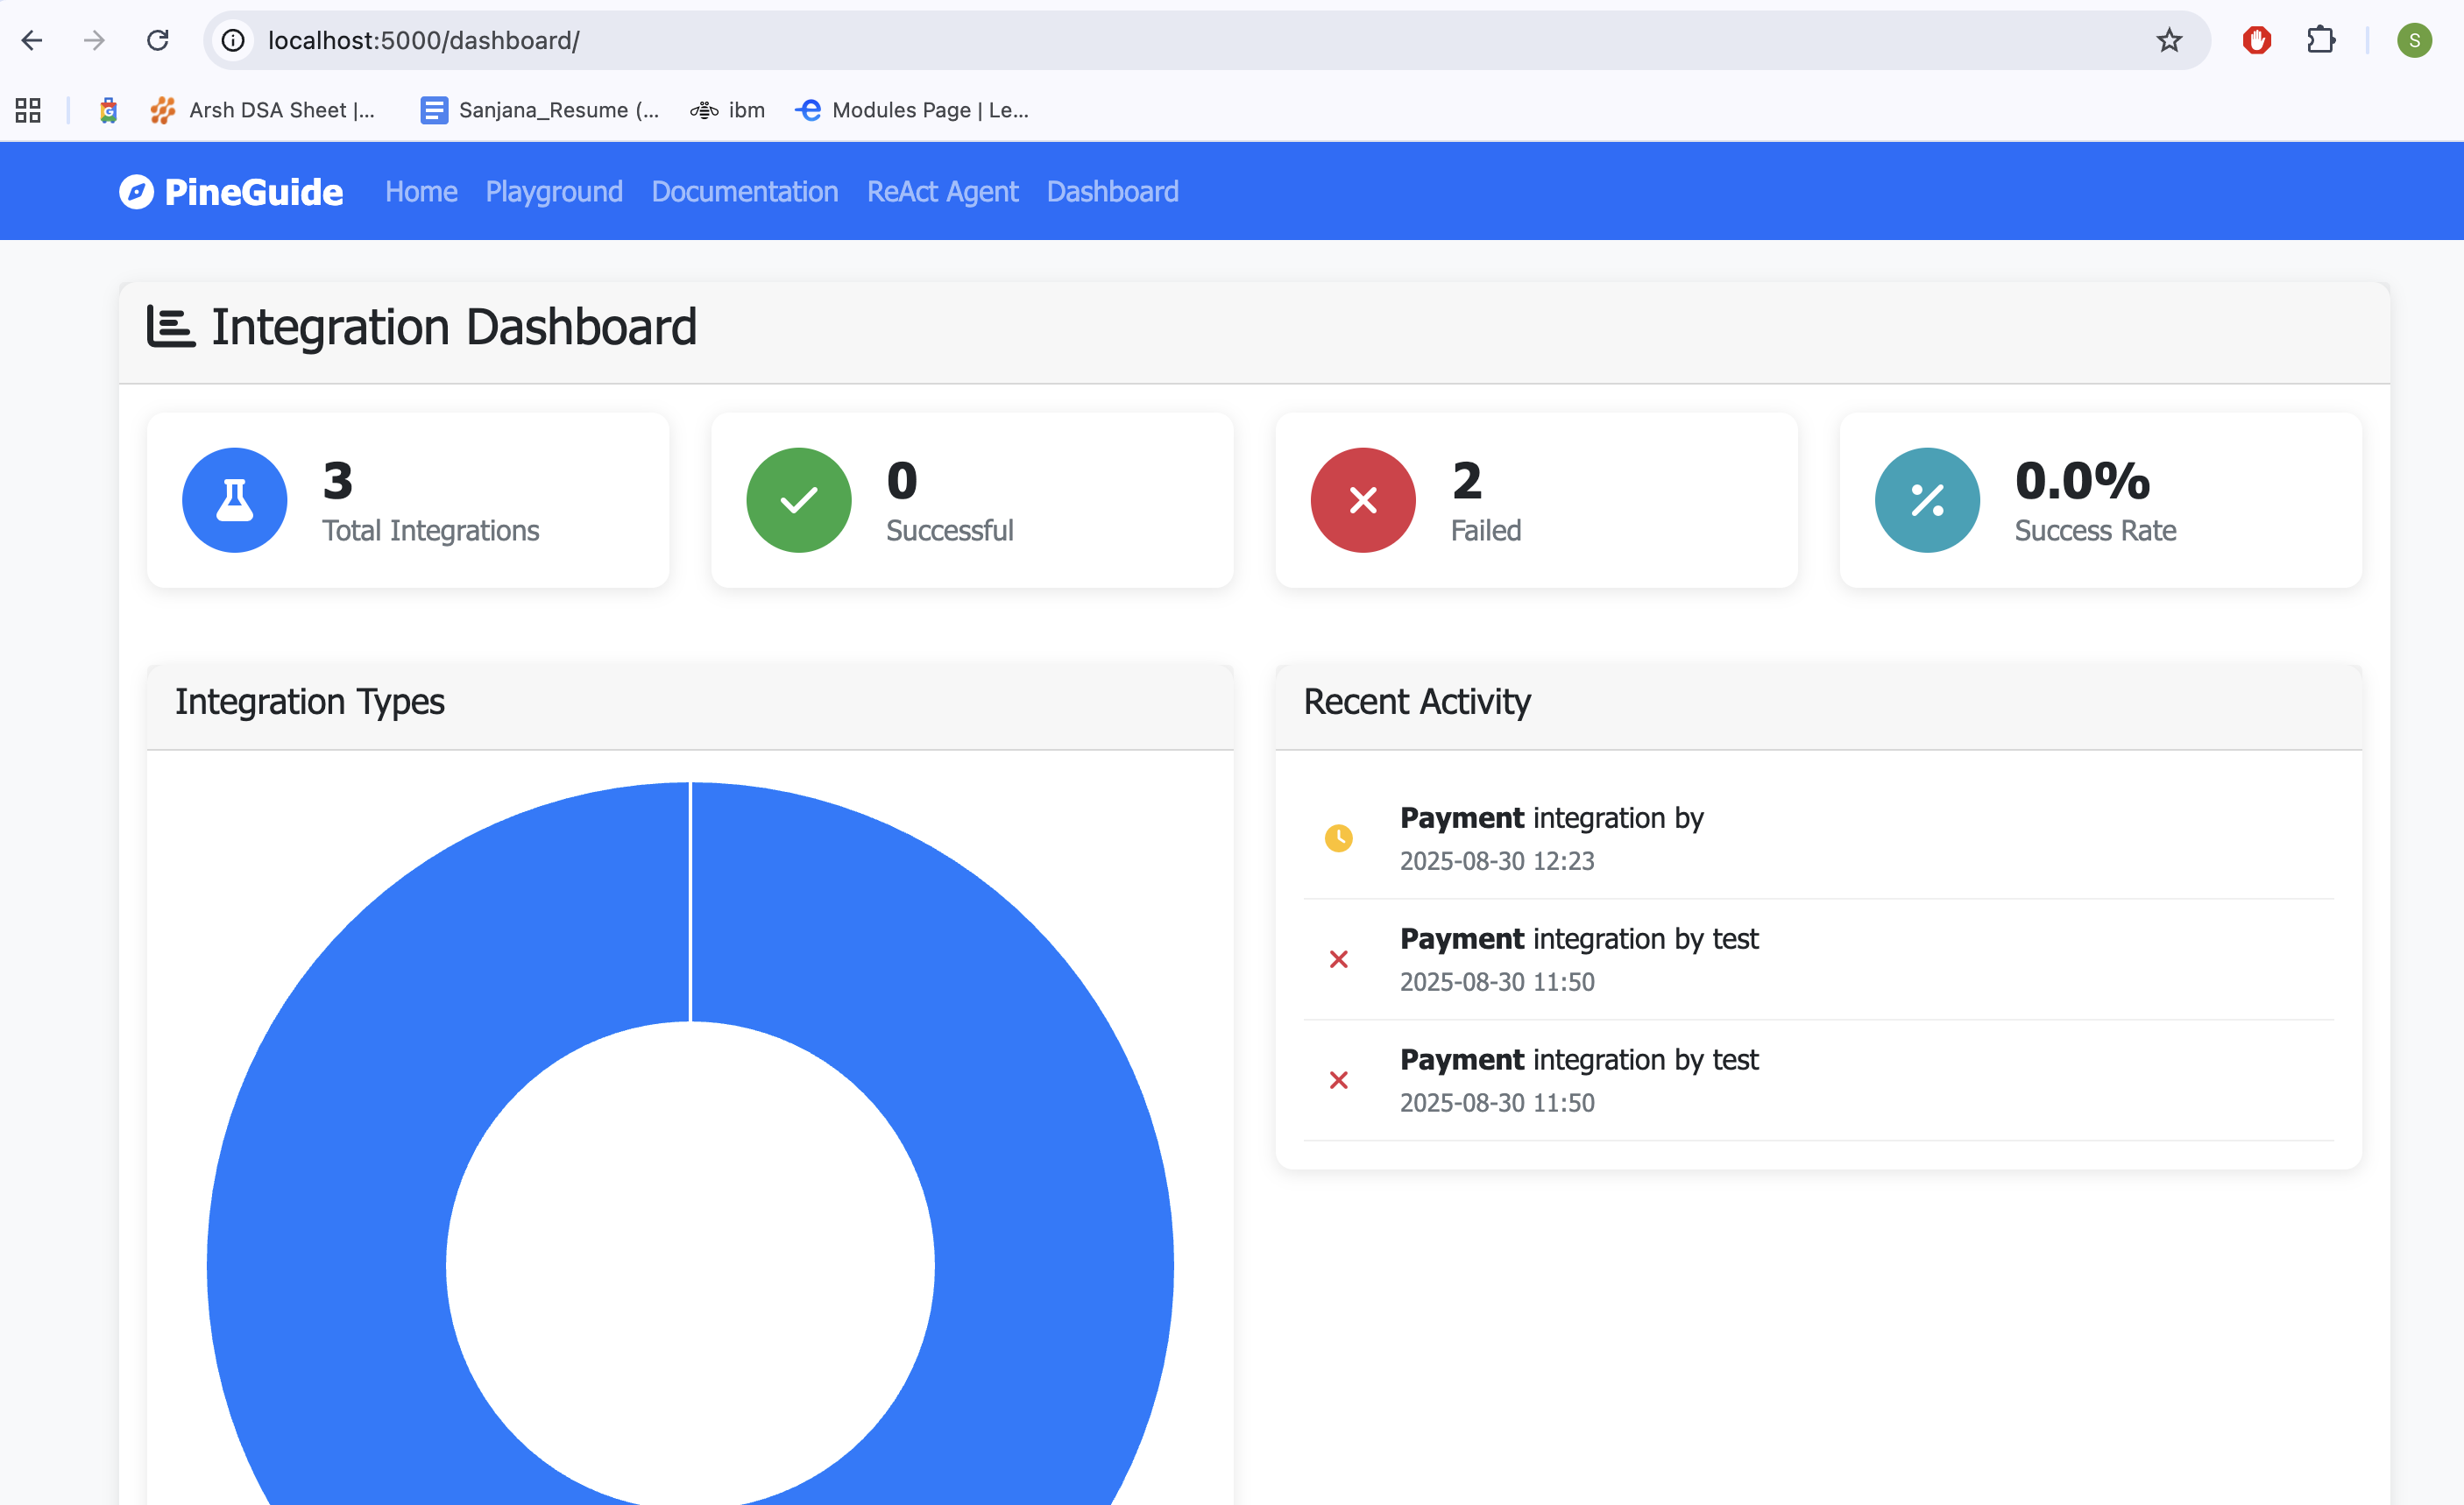 localhost:5000/dashboard/
S
Arsh DSA Sheet |...
Sanjana_Resume (...
ibm
Modules Page | Le...
PineGuide
Home
Playground
Documentation
ReAct Agent
Dashboard
Integration Dashboard
3
Total Integrations
0
Successful
2
Failed
0.0%
Success Rate
Integration Types
Recent Activity
Payment integration by
2025-08-30 12:23
Payment integration by test
2025-08-30 11:50
Payment integration by test
2025-08-30 11:50